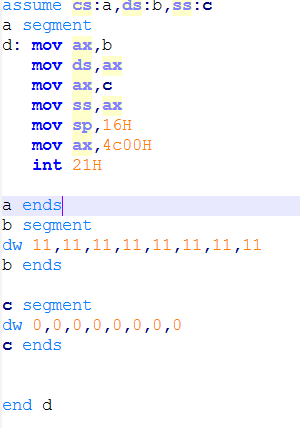 assume cs:a,ds:b,ss:c
a segment
d: mov ax,b
mov ds,ax
mov ax,c
mov ss,ax
mov sp,16H
mov ax,4c00H
int 21H
a ends
b segment
dw 11,11,11,11,11,11,11,11
b ends
c segment
dw 0,0,0,0,0,0,0,0
c ends
end d